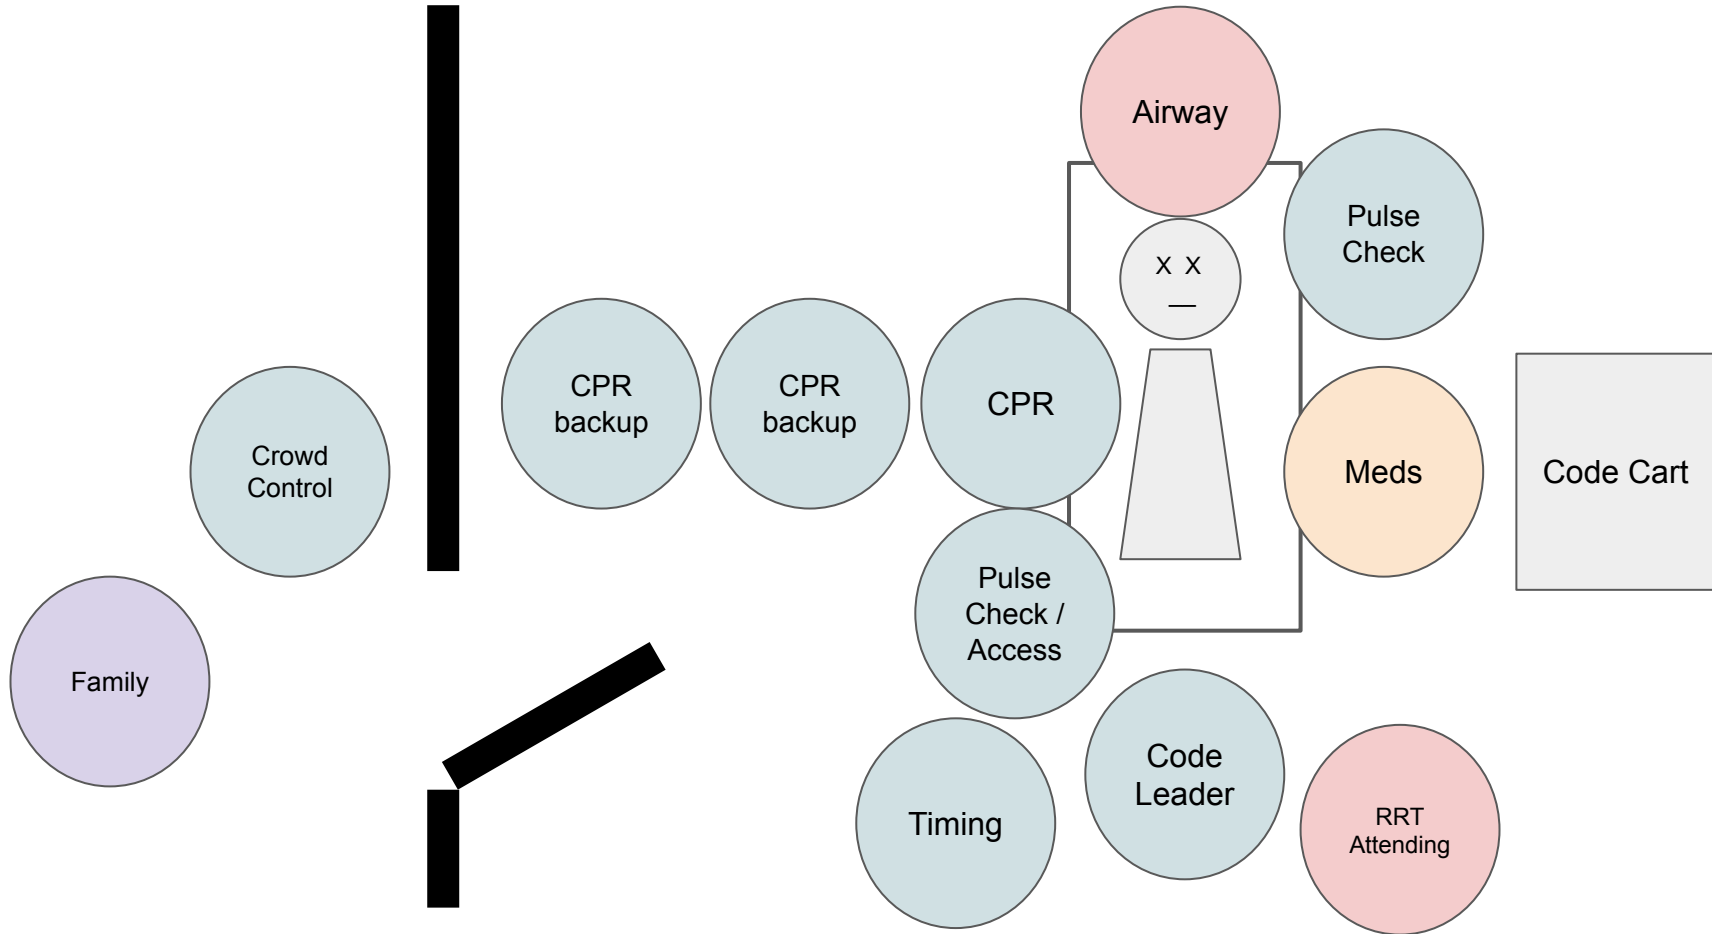 Airway
Pulse
Check
X X
CPR
backup
CPR
backup
CPR
Crowd
Control
Meds
Code Cart
Pulse
Check /
Access
Family
Code
Leader
Timing
RRT
Attending